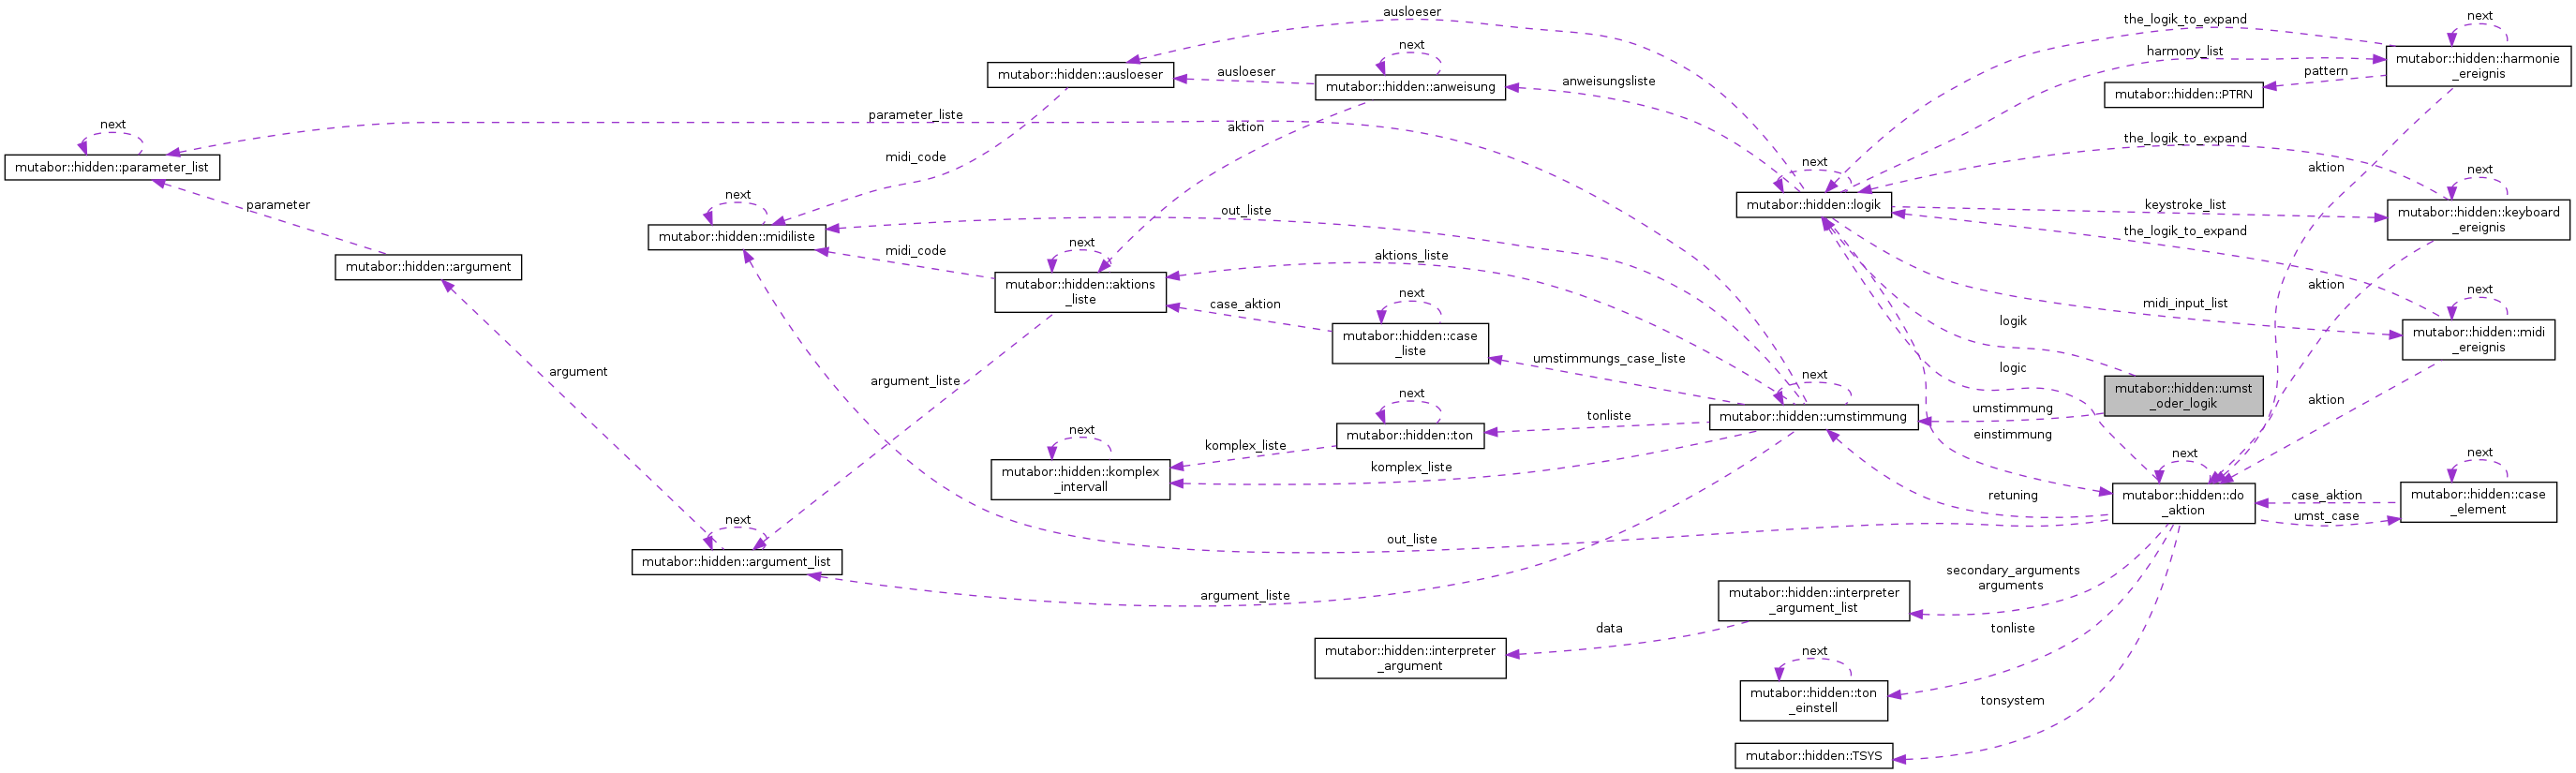 ausloeser
the_logik_to_expand
next
next
harmony_list
mutabor::hidden::harmonie
_ereignis
mutabor::hidden::ausloeser
ausloeser
mutabor::hidden::anweisung
anweisungsliste
pattern
mutabor::hidden::PTRN
parameter_liste
next
aktion
the_logik_to_expand
midi_code
next
aktion
next
mutabor::hidden::parameter_list
next
mutabor::hidden::logik
keystroke_list
mutabor::hidden::keyboard
_ereignis
parameter
out_liste
the_logik_to_expand
mutabor::hidden::midiliste
next
midi_code
aktions_liste
mutabor::hidden::argument
mutabor::hidden::aktions
_liste
aktion
next
case_aktion
next
midi_input_list
logik
mutabor::hidden::midi
_ereignis
mutabor::hidden::case
_liste
umstimmungs_case_liste
argument
argument_liste
next
logic
mutabor::hidden::umst
_oder_logik
aktion
next
tonliste
mutabor::hidden::umstimmung
umstimmung
next
mutabor::hidden::ton
einstimmung
komplex_liste
next
next
mutabor::hidden::komplex
_intervall
komplex_liste
retuning
mutabor::hidden::do
_aktion
case_aktion
umst_case
mutabor::hidden::case
_element
next
out_liste
mutabor::hidden::argument_list
secondary_arguments
arguments
argument_liste
mutabor::hidden::interpreter
_argument_list
data
tonliste
mutabor::hidden::interpreter
_argument
next
mutabor::hidden::ton
_einstell
tonsystem
mutabor::hidden::TSYS